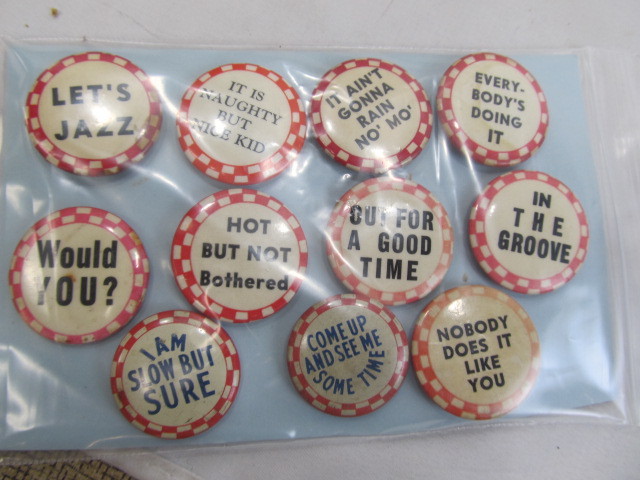 LET'S
JAZZ
IT IS
NAUGHTY
BUT
NICE KID
IT AIN'T
GONNA
RAIN
NO' MO'
EVERY-
BODY'S
DOING
IT
Would
YOU?
HOT
BUT NOT
Bothered
OUT FOR
A GOOD
TIME
IN
THE
GROOVE
I AM
SLOW BUT
SURE
COME UP
AND SEE ME
SOME TIME
NOBODY
DOES IT
LIKE
YOU